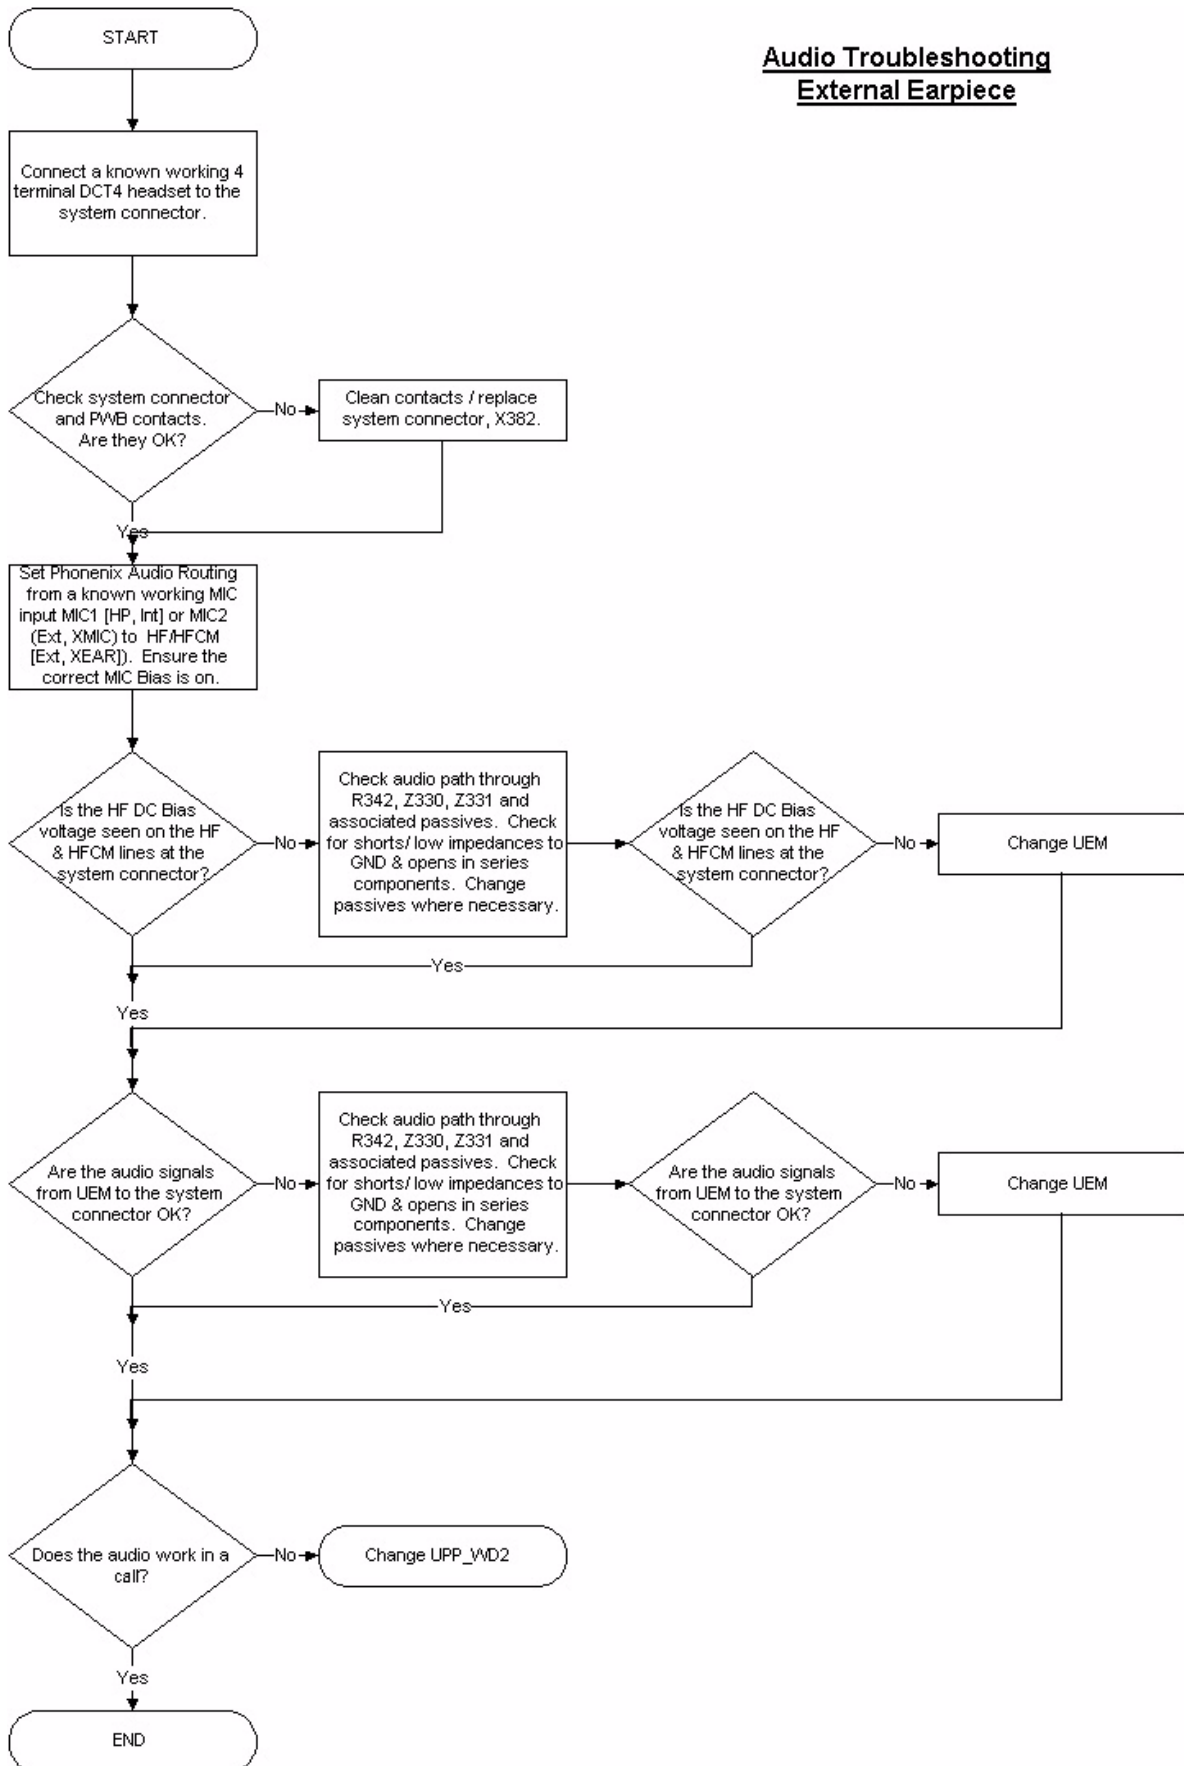 START
Audio Troubleshooting
External Earpiece
Connect a known working 4
terminal DCT4 headset to the
system connector.
Check system connector
and PWB contacts.
Are they OK?
No
Clean contacts / replace
system connector, X382.
Yes
Set Phonenix Audio Routing
from a known working MIC
input MIC1 [HP, Int] or MIC2
(Ext, XMIC) to HF/HFCM
[Ext, XEAR]). Ensure the
correct MIC Bias is on.
Is the HF DC Bias
voltage seen on the HF
& HFCM lines at the
system connector?
No
Check audio path through
R342, Z330, Z331 and
associated passives. Check
for shorts/ low impedances to
GND & opens in series
components. Change
passives where necessary.
Is the HF DC Bias
voltage seen on the HF
& HFCM lines at the
system connector?
No
Change UEM
Yes
Yes
Are the audio signals
from UEM to the system
connector OK?
No
Check audio path through
R342, Z330, Z331 and
associated passives. Check
for shorts/ low impedances to
GND & opens in series
components. Change
passives where necessary.
Are the audio signals
from UEM to the system
connector OK?
No
Change UEM
Yes
Yes
Does the audio work in a
call?
No
Change UPP_WD2
Yes
END